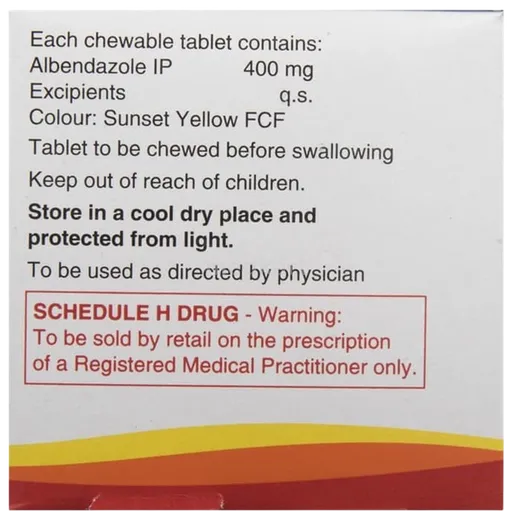 Each chewable tablet contains:
Albendazole IP 400 mg
Excipients q.s.
Colour: Sunset Yellow FCF
Tablet to be chewed before swallowing
Keep out of reach of children.
Store in a cool dry place and
protected from light.
To be used as directed by physician
SCHEDULE H DRUG - Warning:
To be sold by retail on the prescription
of a Registered Medical Practitioner only.